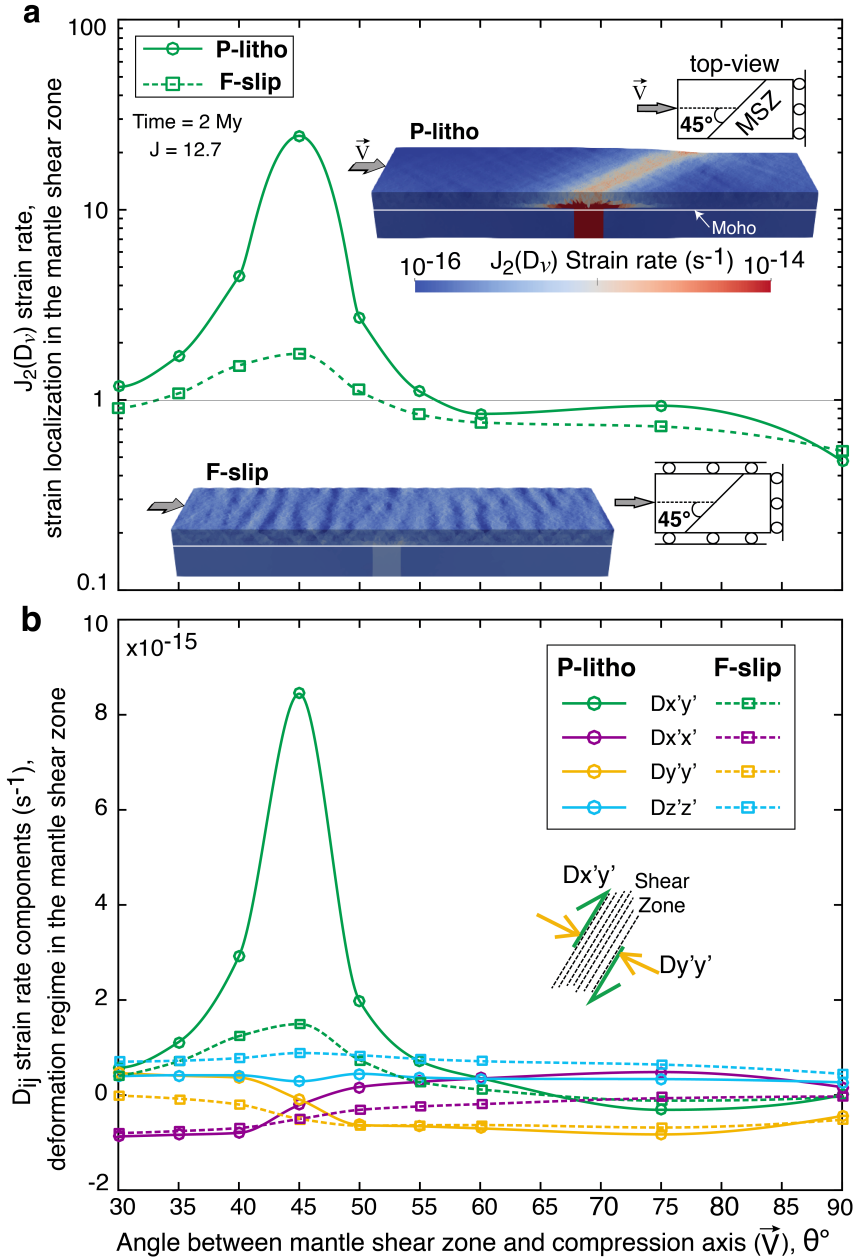 a
100
10
1
0.1
J2(Dv) strain rate,
strain localization in the mantle shear zone
P-litho
F-slip
Time = 2 My
J = 12.7
top-view
V
45°
MSZ
P-litho
V
Moho
10-16 J2(Dv) Strain rate (s-1) 10-14
F-slip
45°
b
10
8
6
4
2
0
-2
x10-15
Dij strain rate components (s-1),
deformation regime in the mantle shear zone
P-litho F-slip
Dx'y'
Dx'x'
Dy'y'
Dz'z'
Dx'y'
Shear
Zone
Dy'y'
30 35 40 45 50 55 60 65 70 75 80 85 90
Angle between mantle shear zone and compression axis (V), θ°